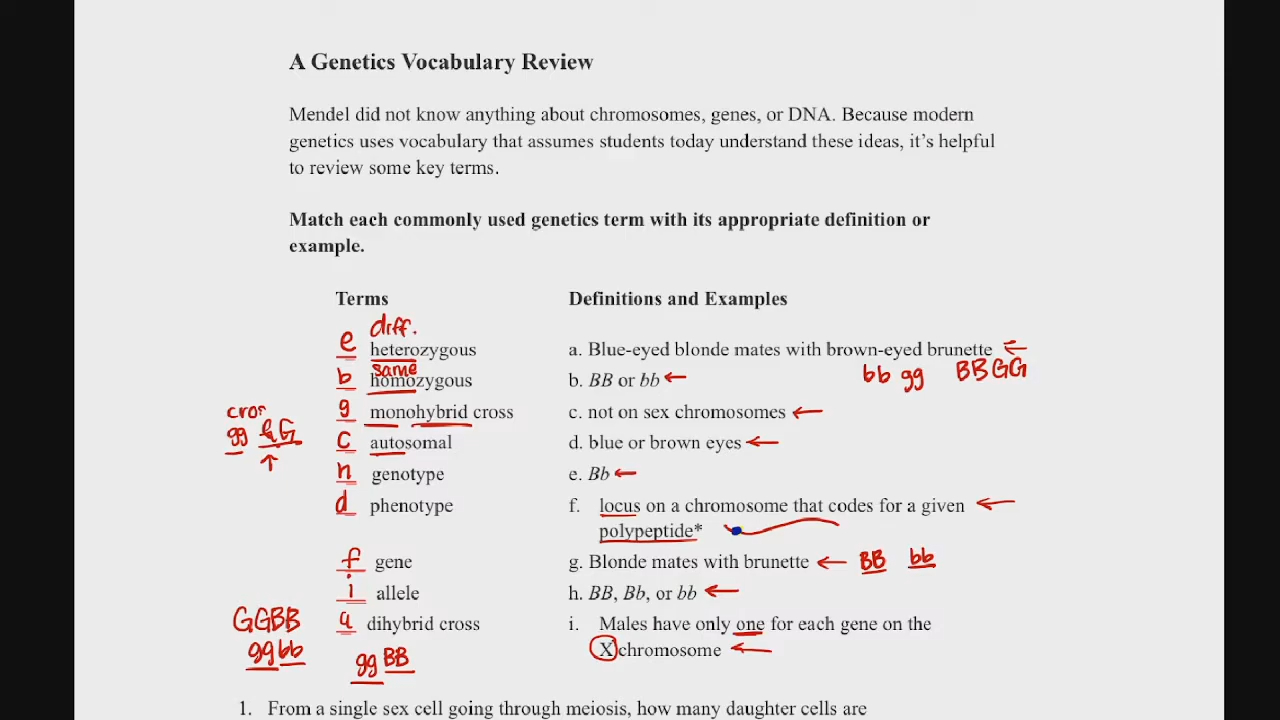 A Genetics Vocabulary Review
Mendel did not know anything about chromosomes, genes, or DNA. Because modern
genetics uses vocabulary that assumes students today understand these ideas, it's helpful
to review some key terms.
Match each commonly used genetics term with its appropriate definition or
example.
Terms Definitions and Examples
diff.
e heterozygous a. Blue-eyed blonde mates with brown-eyed brunette
same
bb gg BB GG
b homozygous b. BB or bb
cros
g monohybrid cross c. not on sex chromosomes
gg GG
c autosomal d. blue or brown eyes
h genotype e. Bb
d phenotype f. locus on a chromosome that codes for a given
polypeptide*
f gene g. Blonde mates with brunette BB bb
i allele h. BB, Bb, or bb
GGBB
a dihybrid cross i. Males have only one for each gene on the
ggbb
X chromosome
gg BB
1. From a single sex cell going through meiosis, how many daughter cells are